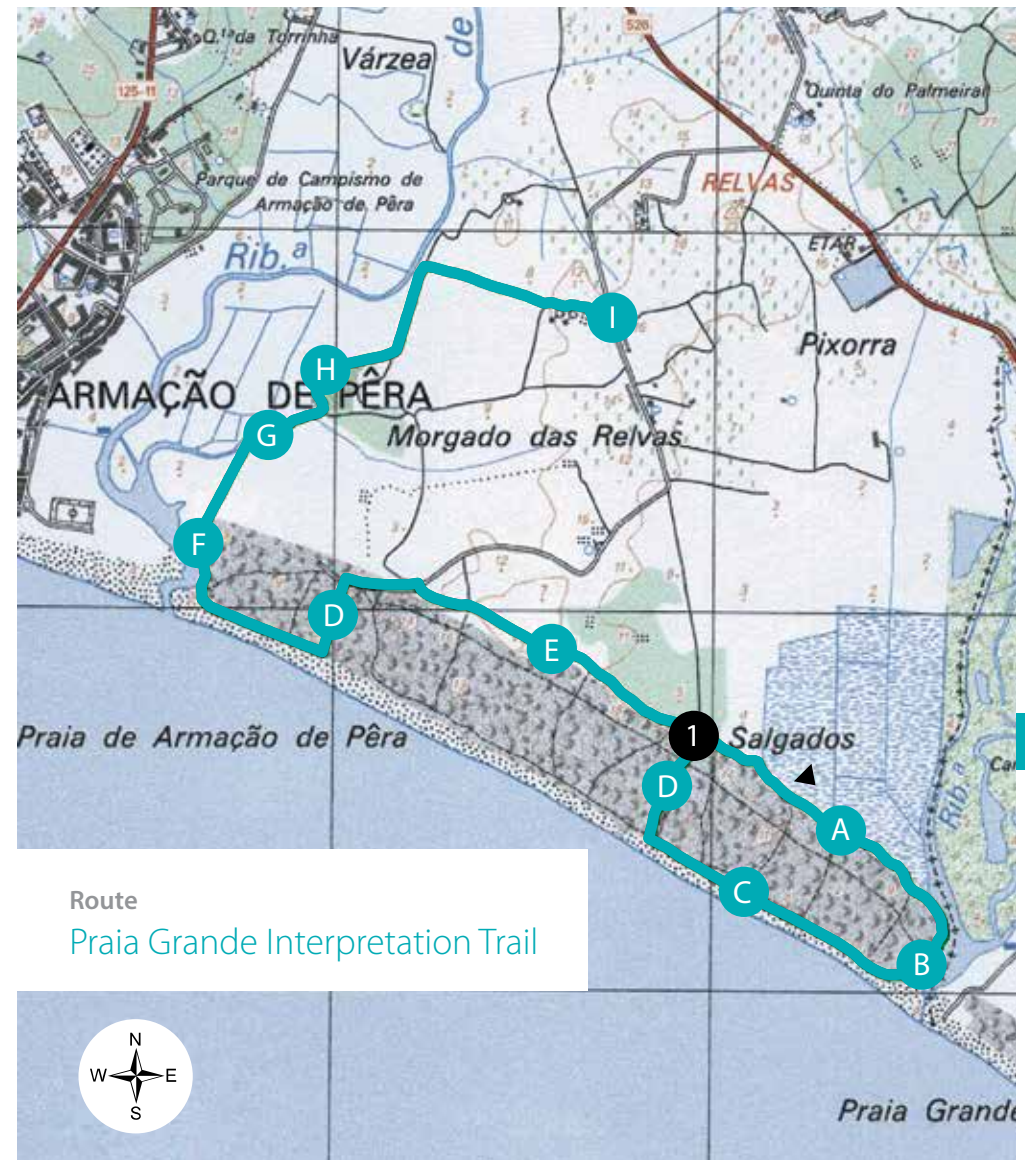 526
Q.ta da Torrinha
Várzea
de
125-11
Quinta do Palmeiral
Parque de Campismo de
Armação de Pêra
RELVAS
ETAR
Rib.a
I
Pixorra
H
ARMAÇÃO DE PÊRA
G
Morgado das Relvas
F
D
E
1
Salgados
Praia de Armação de Pêra
D
A
Rib.a
C
B
Route
Praia Grande Interpretation Trail
N
W
E
S
Praia Grande